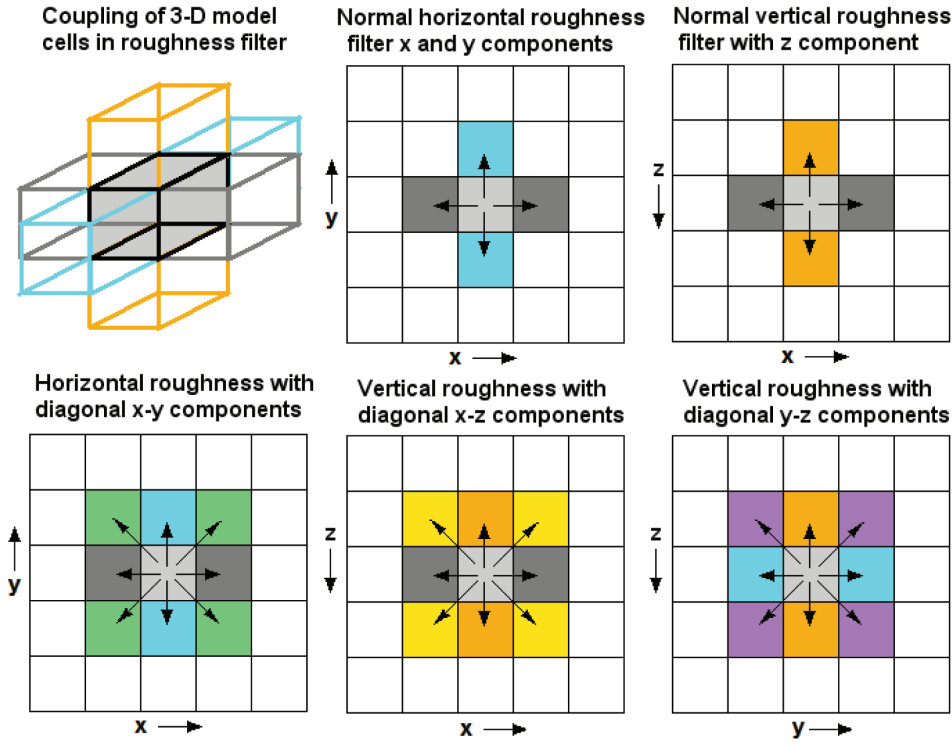 Coupling of 3-D model
cells in roughness filter
Normal horizontal roughness
filter x and y components
Normal vertical roughness
filter with z component
y
x
z
x
Horizontal roughness with
diagonal x-y components
Vertical roughness with
diagonal x-z components
Vertical roughness with
diagonal y-z components
y
x
z
x
z
y